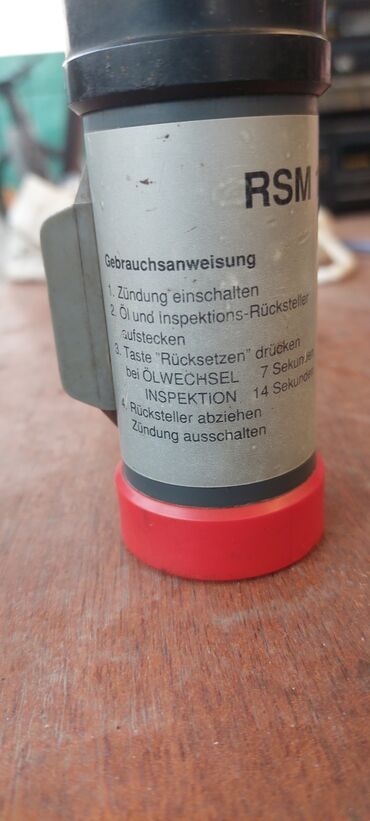 RSM
Gebrauchsanweisung
1. Zündung einschalten
2. Öl und Inspektions-Rücksteller
aufstecken
3. Taste "Rücksetzen" drücken
bei ÖLWECHSEL 7 Sekunden
INSPEKTION 14 Sekunden
4. Rücksteller abziehen
Zündung ausschalten